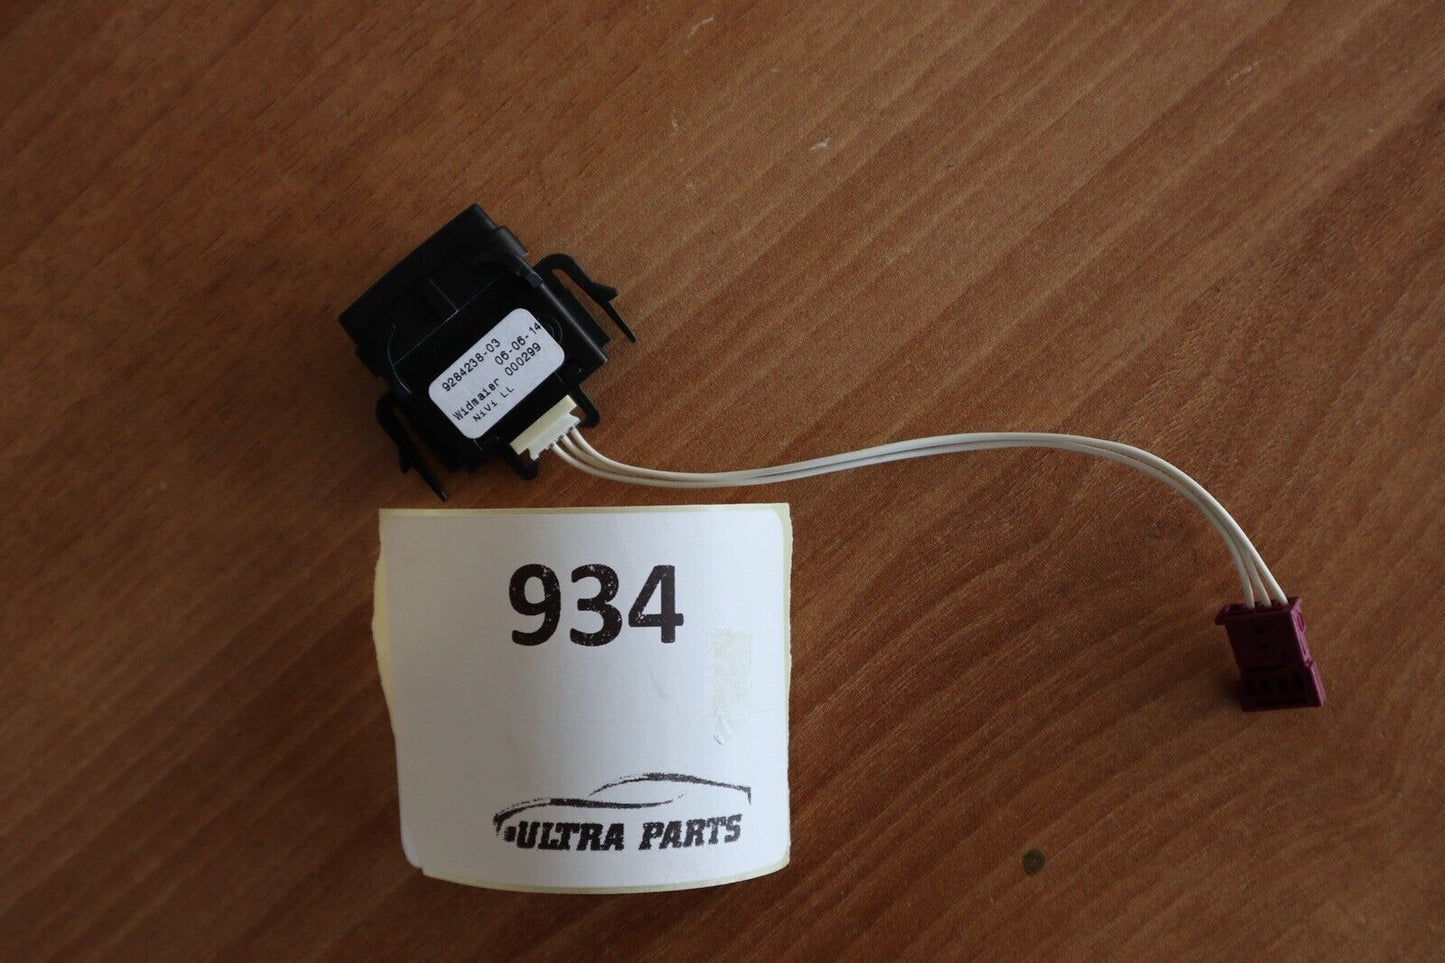 9284238-03
06-06-14
Widmaier 000299
NiVi LL
934
ULTRA PARTS